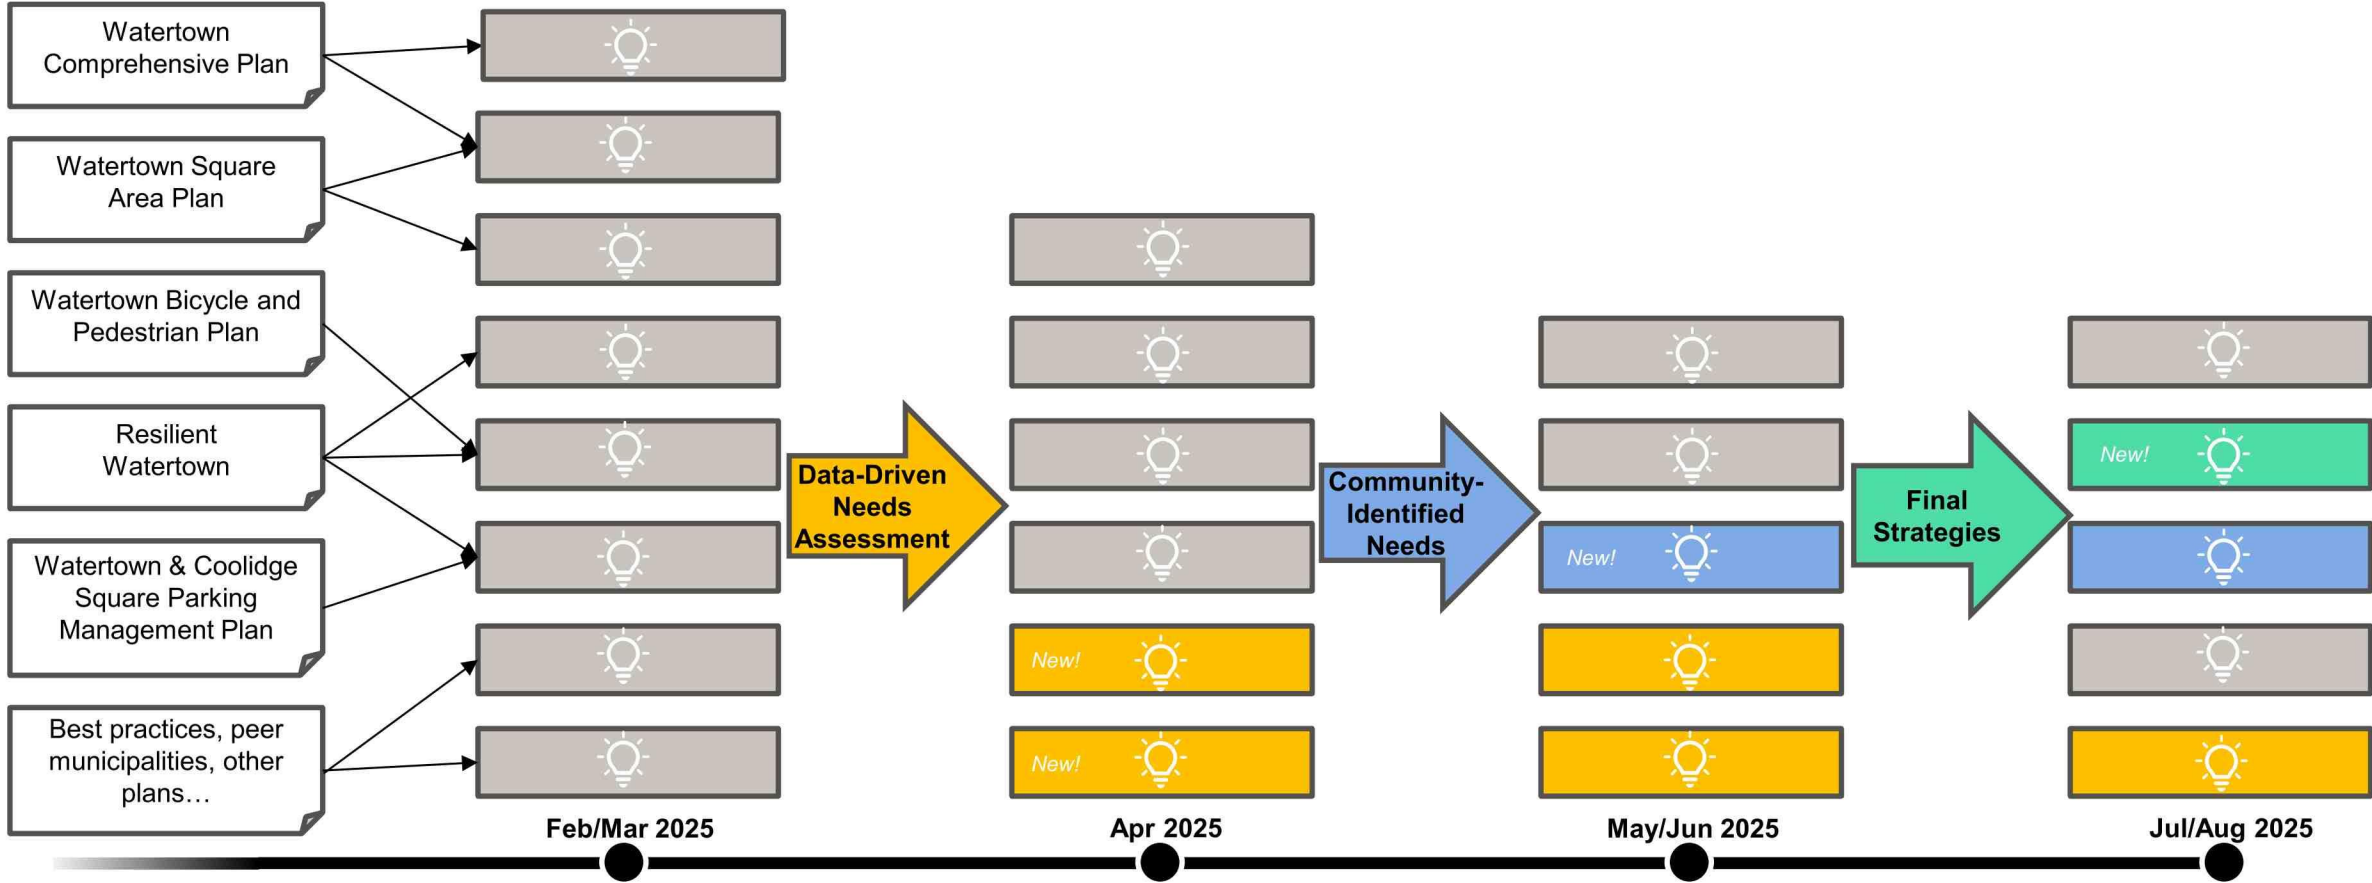 Watertown
Comprehensive Plan
Watertown Square
Area Plan
Watertown Bicycle and
Pedestrian Plan
Resilient
Watertown
Watertown & Coolidge
Square Parking
Management Plan
Best practices, peer
municipalities, other
plans…
Data-Driven
Needs
Assessment
New!
New!
Community-
Identified
Needs
New!
Final
Strategies
New!
Feb/Mar 2025
Apr 2025
May/Jun 2025
Jul/Aug 2025